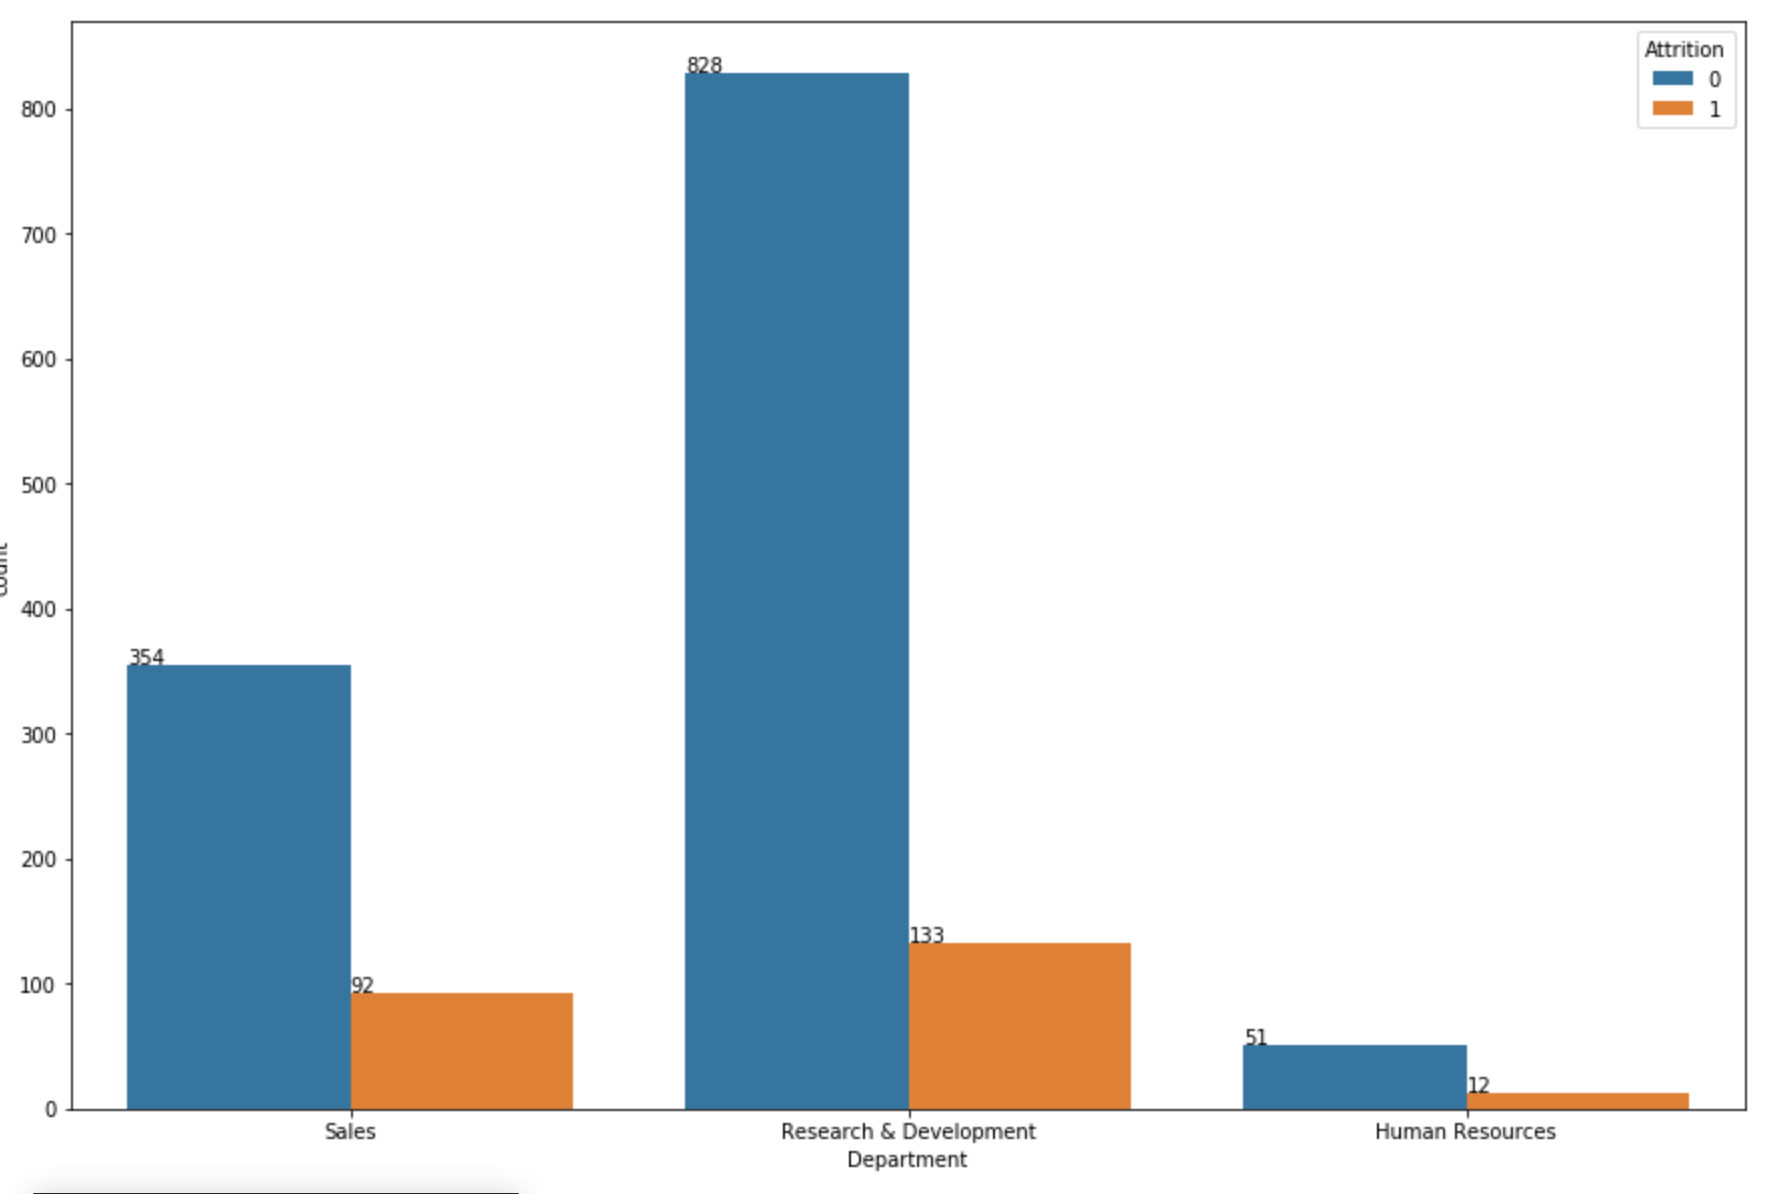 828
Attrition
0
1
800
700
600
500
count
400
354
300
200
133
100
92
51
12
0
Sales
Research & Development
Human Resources
Department